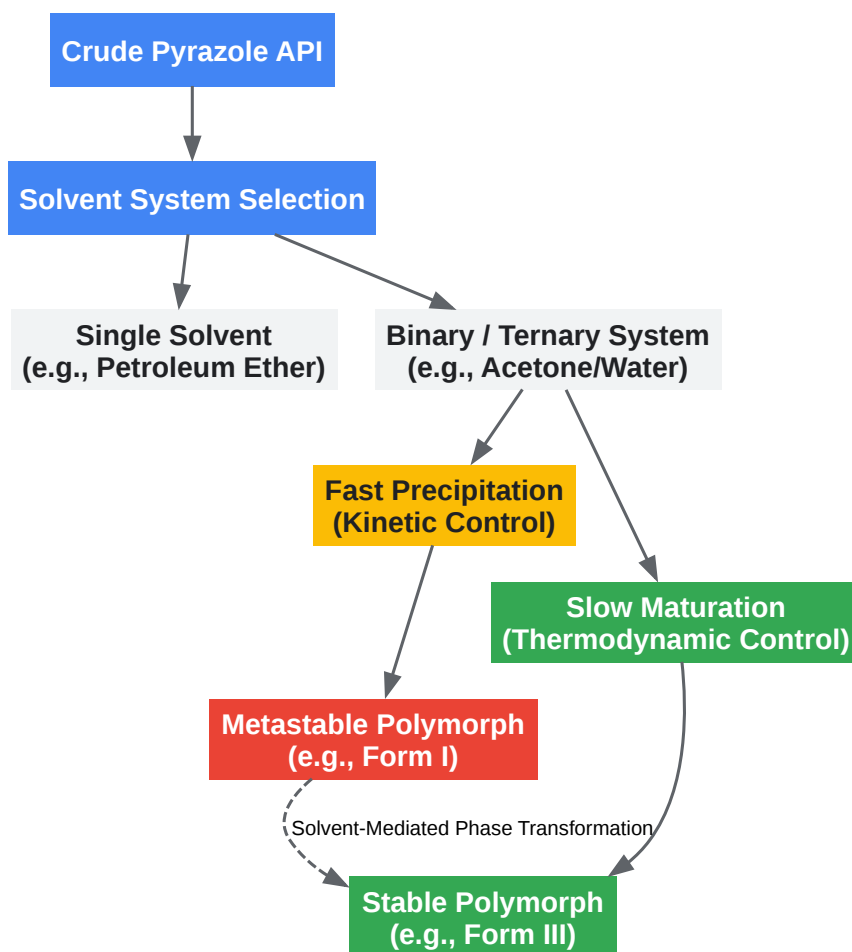 Crude Pyrazole API
Solvent System Selection
Single Solvent
(e.g., Petroleum Ether)
Binary / Ternary System
(e.g., Acetone/Water)
Fast Precipitation
(Kinetic Control)
Slow Maturation
(Thermodynamic Control)
Metastable Polymorph
(e.g., Form I)
Solvent-Mediated Phase Transformation
Stable Polymorph
(e.g., Form III)